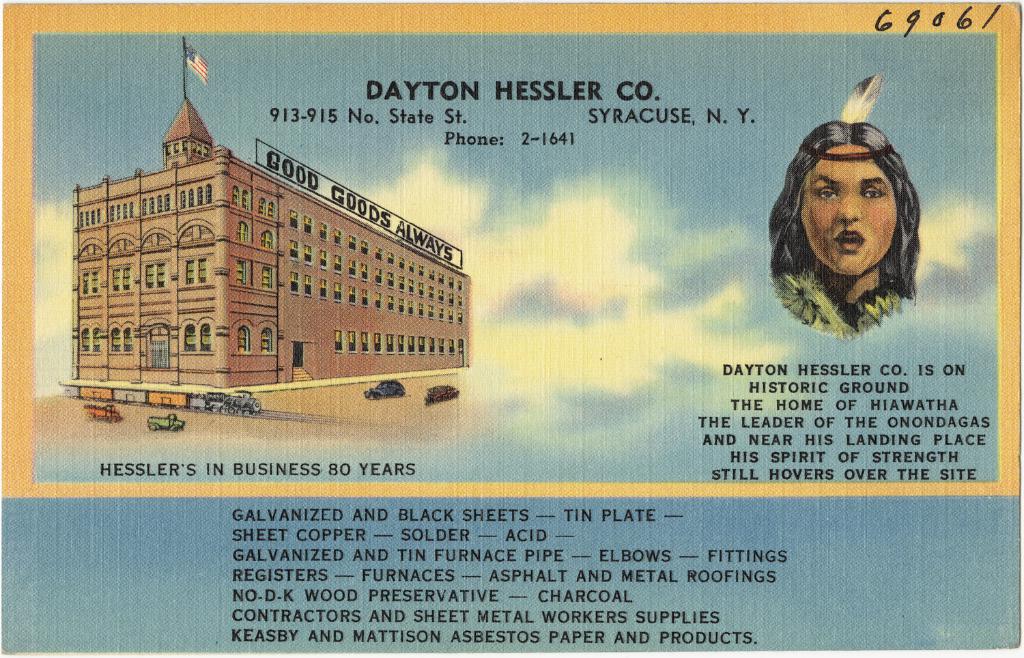 69061
DAYTON HESSLER CO.
913-915 No. State St. SYRACUSE, N. Y.
Phone: 2-1641
GOOD GOODS ALWAYS
DAYTON HESSLER CO. IS ON
HISTORIC GROUND
THE HOME OF HIAWATHA
THE LEADER OF THE ONONDAGAS
AND NEAR HIS LANDING PLACE
HIS SPIRIT OF STRENGTH
STILL HOVERS OVER THE SITE
HESSLER'S IN BUSINESS 80 YEARS
GALVANIZED AND BLACK SHEETS — TIN PLATE —
SHEET COPPER — SOLDER — ACID —
GALVANIZED AND TIN FURNACE PIPE — ELBOWS — FITTINGS
REGISTERS — FURNACES — ASPHALT AND METAL ROOFINGS
NO-D-K WOOD PRESERVATIVE — CHARCOAL
CONTRACTORS AND SHEET METAL WORKERS SUPPLIES
KEASBY AND MATTISON ASBESTOS PAPER AND PRODUCTS.